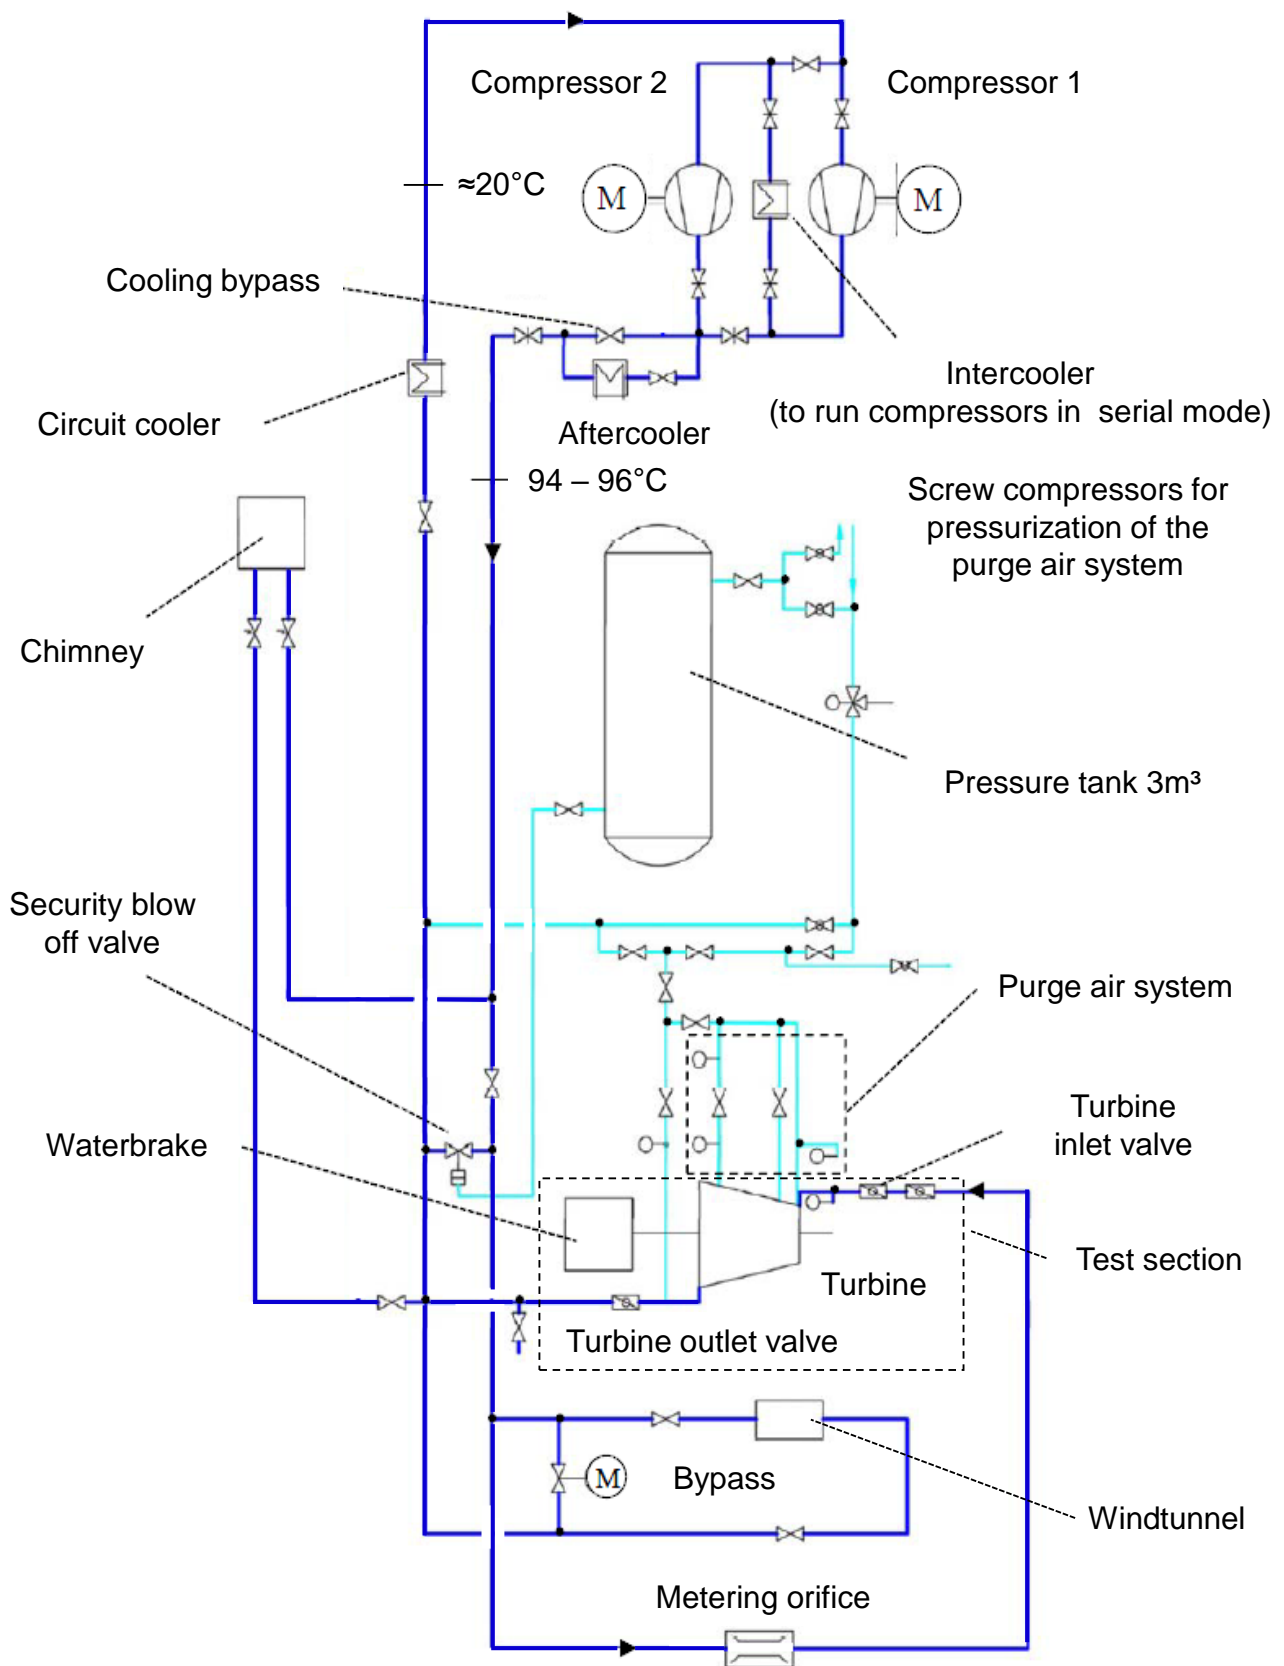 Compressor 2
Compressor 1
≈20°C
M
M
Cooling bypass
Intercooler
(to run compressors in serial mode)
Circuit cooler
Aftercooler
94 – 96°C
Screw compressors for
pressurization of the
purge air system
Chimney
Pressure tank 3m³
Security blow
off valve
Purge air system
Turbine
inlet valve
Waterbrake
Test section
Turbine
Turbine outlet valve
M
Bypass
Windtunnel
Metering orifice